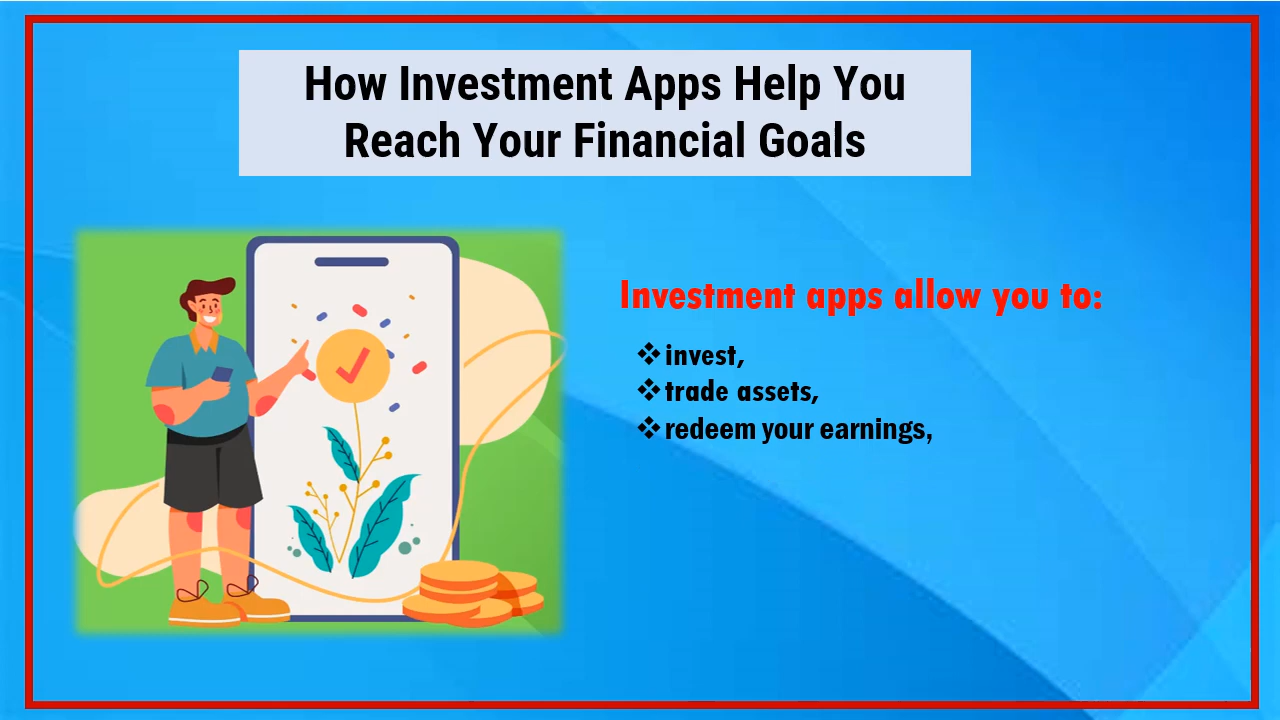 How Investment Apps Help You
Reach Your Financial Goals
Investment apps allow you to:
❖invest,
❖trade assets,
❖redeem your earnings,